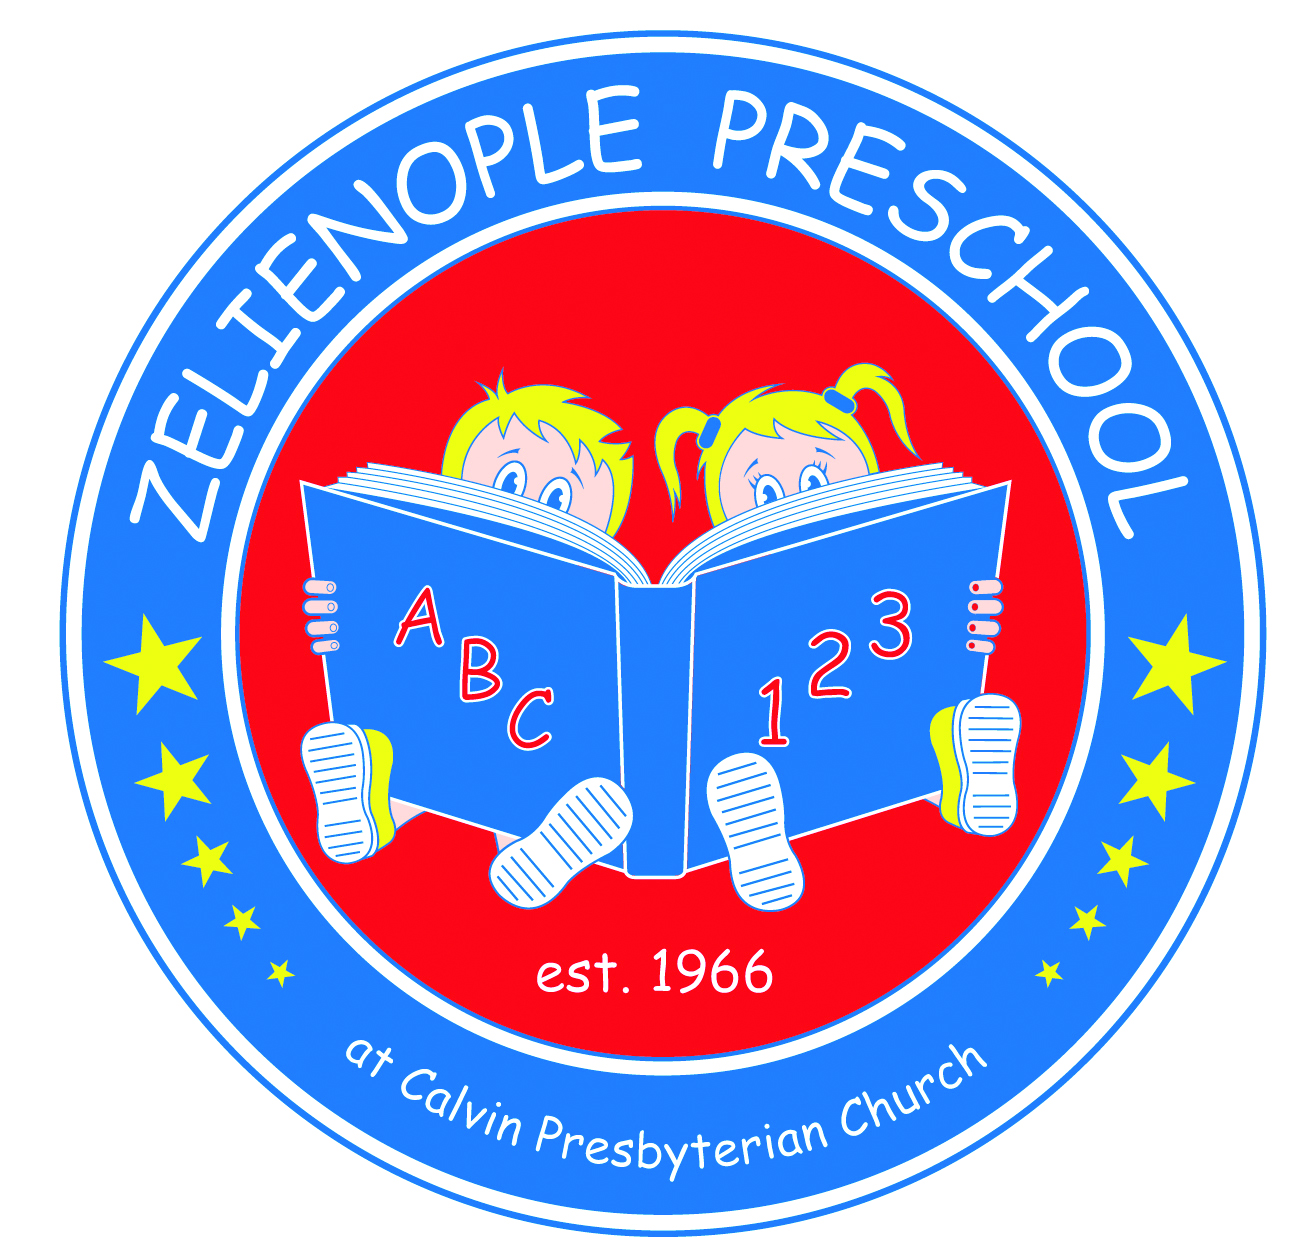 ZELIENOPLE PRESCHOOL
A
B
C
1
2
3
est. 1966
at Calvin Presbyterian Church